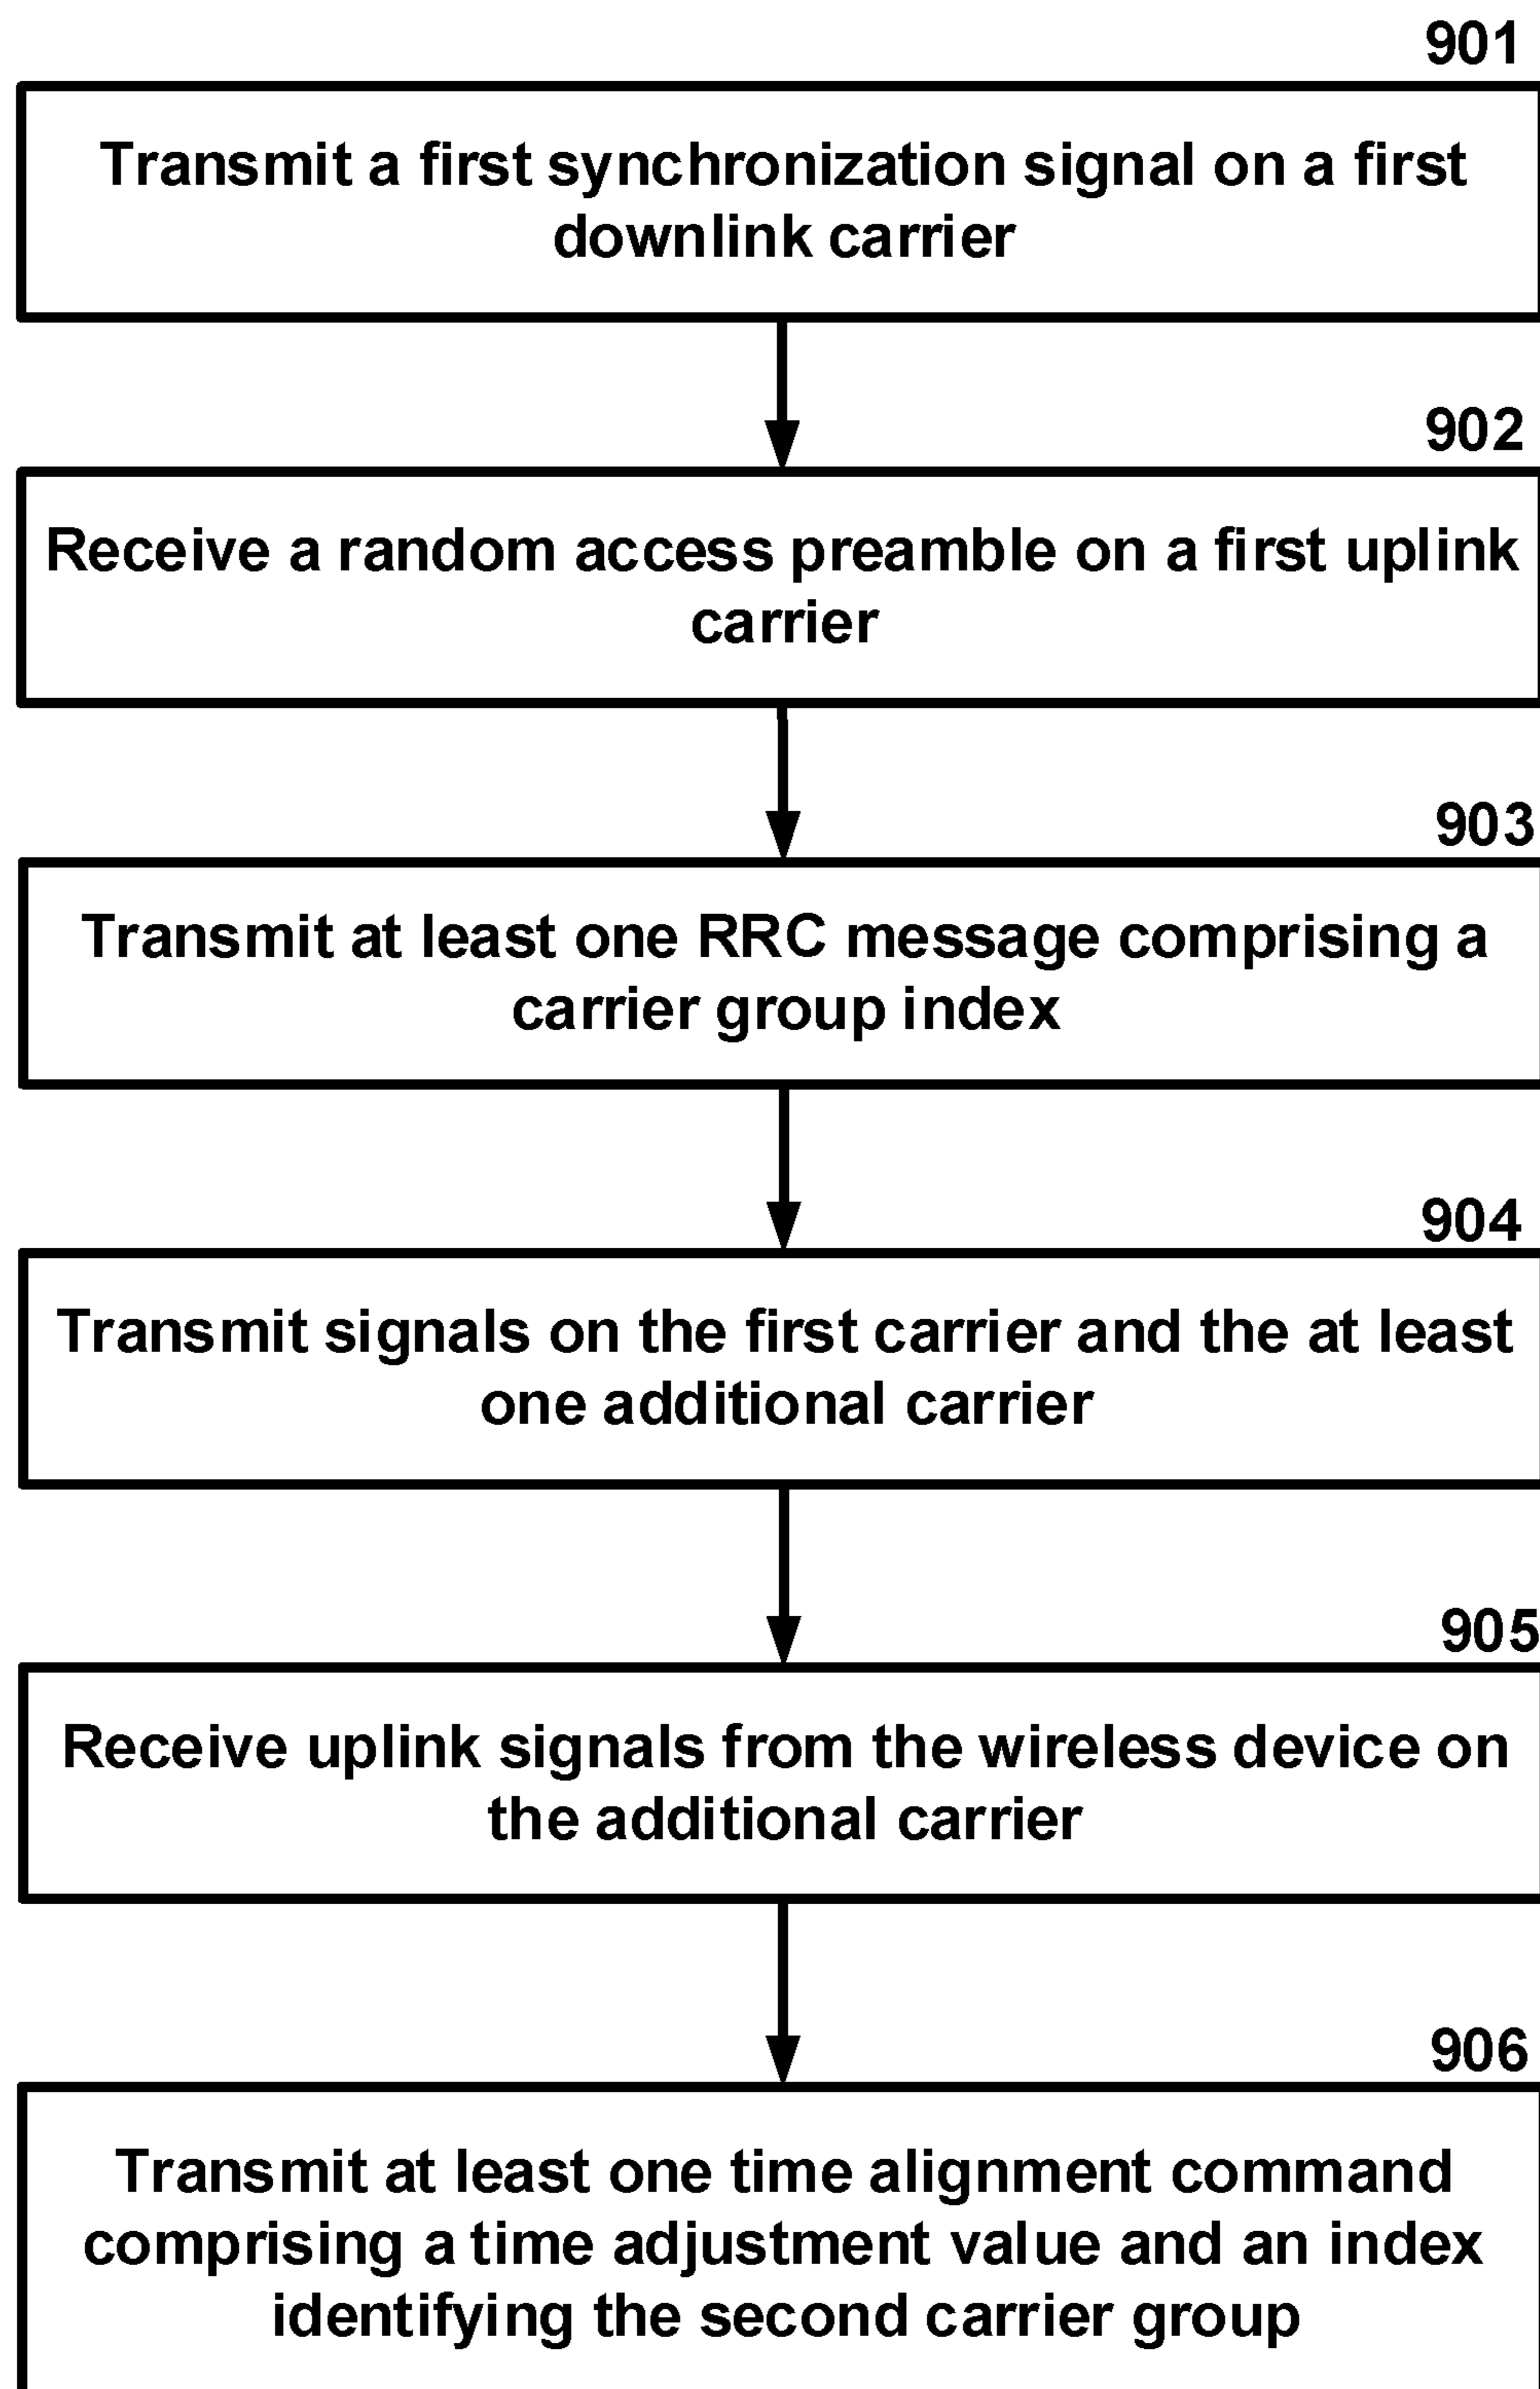 901
Transmit a first synchronization signal on a first
downlink carrier
902
Receive a random access preamble on a first uplink
carrier
903
Transmit at least one RRC message comprising a
carrier group index
904
Transmit signals on the first carrier and the at least
one additional carrier
905
Receive uplink signals from the wireless device on
the additional carrier
906
Transmit at least one time alignment command
comprising a time adjustment value and an index
identifying the second carrier group